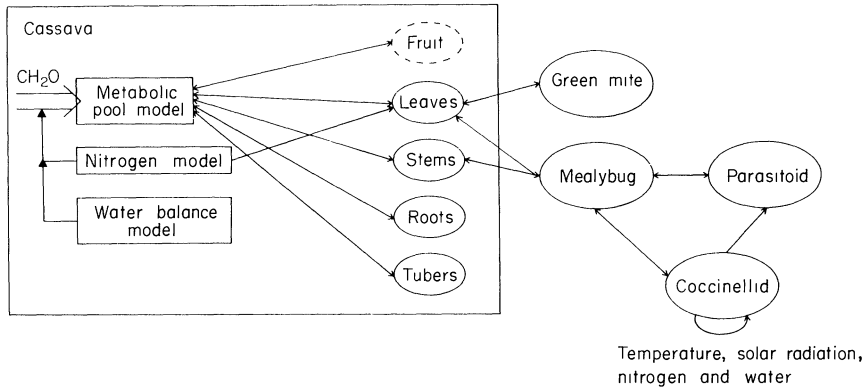 Cassava
CH₂O
Metabolic
pool model
Nitrogen model
Water balance
model
Fruit
Leaves
Stems
Roots
Tubers
Green mite
Mealybug
Parasitoid
Coccinellid
Temperature, solar radiation,
nitrogen and water